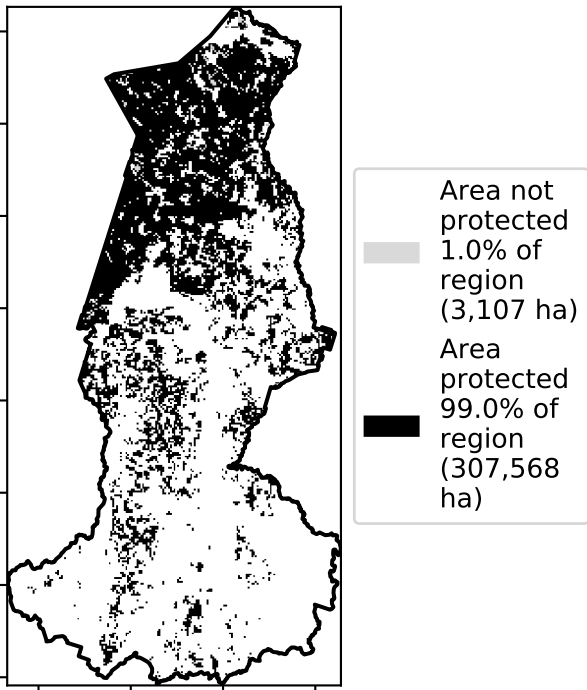 Area not
protected
1.0% of
region
(3,107 ha)
Area
protected
99.0% of
region
(307,568
ha)